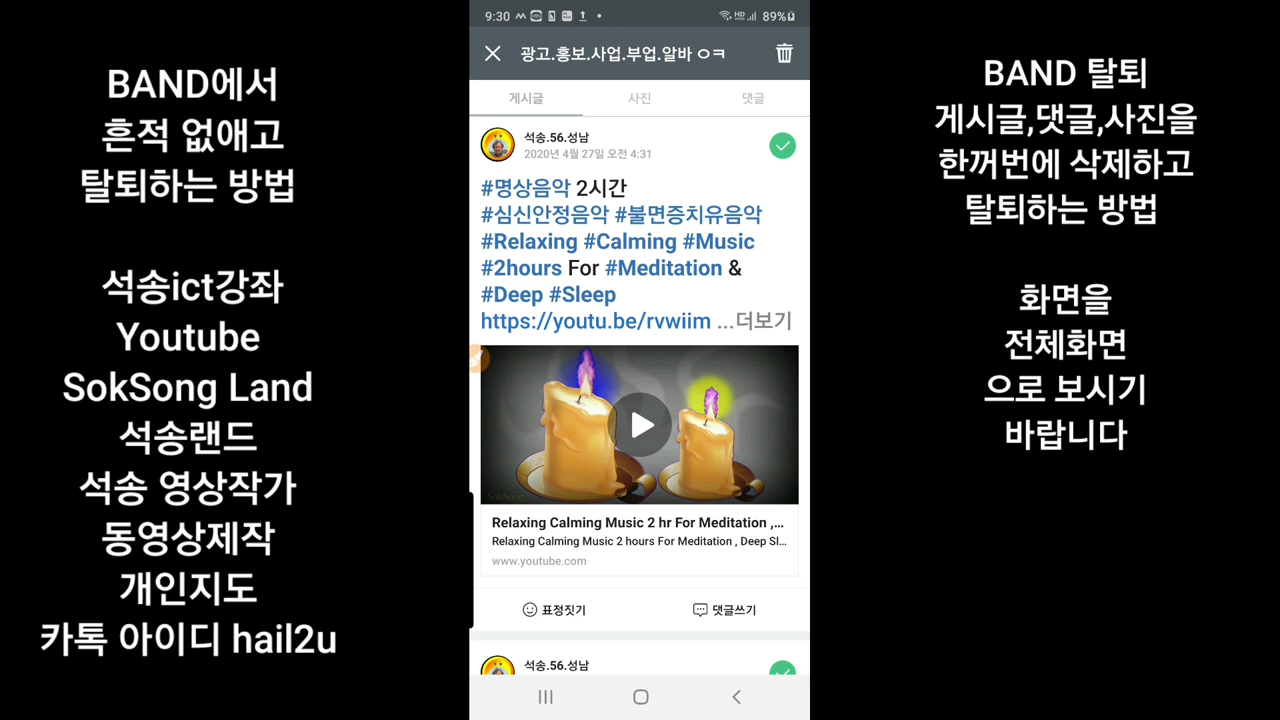 BAND에서
흔적 없애고
탈퇴하는 방법
석송ict강좌
Youtube
SokSong Land
석송랜드
석송 영상작가
동영상제작
개인지도
카톡 아이디 hail2u
9:30
HD
89%
광고.홍보.사업.부업.알바 ㅇㅋ
게시글 사진 댓글
석송.56.성남
2020년 4월 27일 오전 4:31
#명상음악 2시간
#심신안정음악 #불면증치유음악
#Relaxing #Calming #Music
#2hours For #Meditation &
#Deep #Sleep
https://youtu.be/rvwiim ...더보기
SokSong
Relaxing Calming Music 2 hr For Meditation ,...
Relaxing Calming Music 2 hours For Meditation , Deep Sl...
www.youtube.com
표정짓기 댓글쓰기
석송.56.성남
BAND 탈퇴
게시글,댓글,사진을
한꺼번에 삭제하고
탈퇴하는 방법
화면을
전체화면
으로 보시기
바랍니다